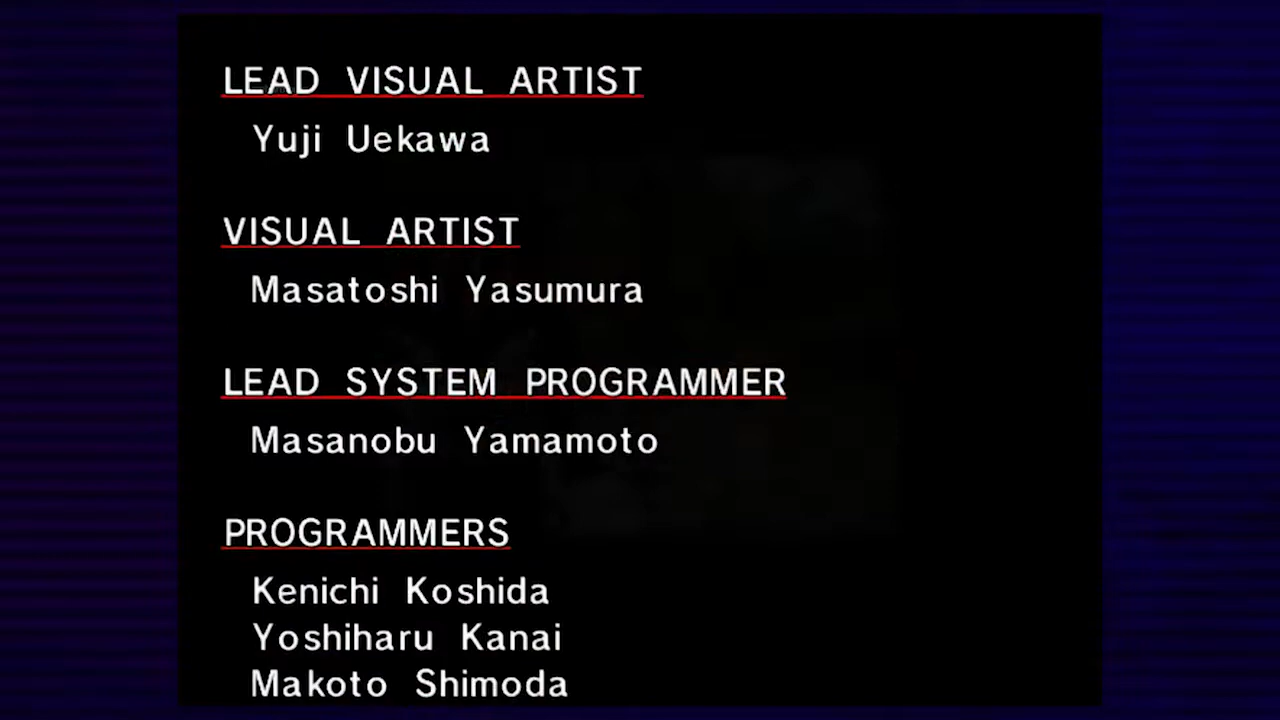 LEAD VISUAL ARTIST
Yuji Uekawa
VISUAL ARTIST
Masatoshi Yasumura
LEAD SYSTEM PROGRAMMER
Masanobu Yamamoto
PROGRAMMERS
Kenichi Koshida
Yoshiharu Kanai
Makoto Shimoda